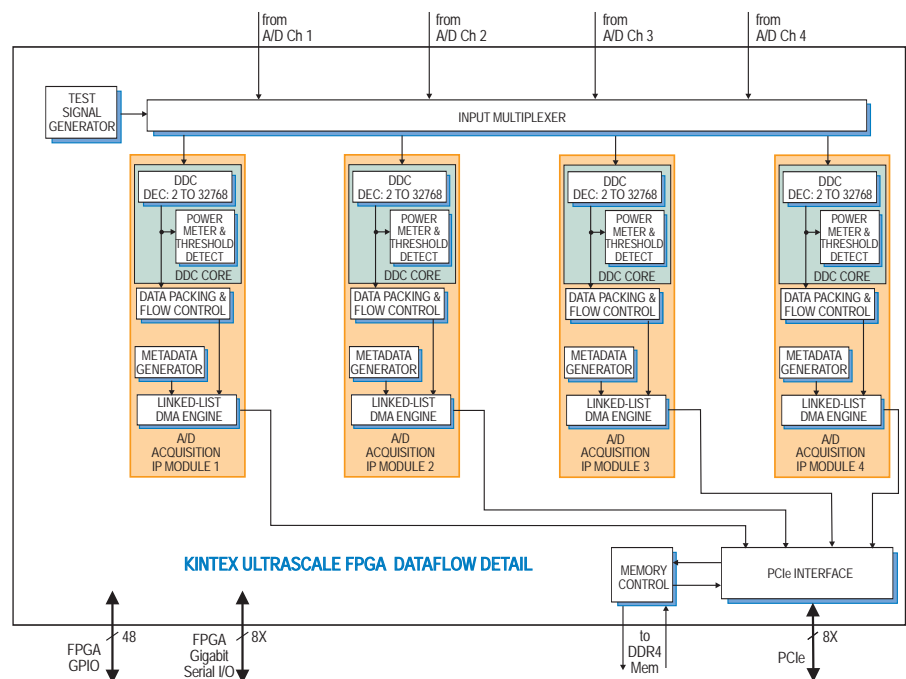 from
A/D Ch 1
from
A/D Ch 2
from
A/D Ch 3
from
A/D Ch 4
TEST
SIGNAL
GENERATOR
INPUT MULTIPLEXER
DDC
DEC: 2 TO 32768
POWER
METER &
THRESHOLD
DETECT
DDC CORE
DATA PACKING &
FLOW CONTROL
METADATA
GENERATOR
LINKED-LIST
DMA ENGINE
A/D
ACQUISITION
IP MODULE 1
DDC
DEC: 2 TO 32768
POWER
METER &
THRESHOLD
DETECT
DDC CORE
DATA PACKING &
FLOW CONTROL
METADATA
GENERATOR
LINKED-LIST
DMA ENGINE
A/D
ACQUISITION
IP MODULE 2
DDC
DEC: 2 TO 32768
POWER
METER &
THRESHOLD
DETECT
DDC CORE
DATA PACKING &
FLOW CONTROL
METADATA
GENERATOR
LINKED-LIST
DMA ENGINE
A/D
ACQUISITION
IP MODULE 3
DDC
DEC: 2 TO 32768
POWER
METER &
THRESHOLD
DETECT
DDC CORE
DATA PACKING &
FLOW CONTROL
METADATA
GENERATOR
LINKED-LIST
DMA ENGINE
A/D
ACQUISITION
IP MODULE 4
KINTEX ULTRASCALE FPGA DATAFLOW DETAIL
MEMORY
CONTROL
PCIe INTERFACE
48
FPGA
GPIO
8X
FPGA
Gigabit
Serial I/O
to
DDR4
Mem
8X
PCIe